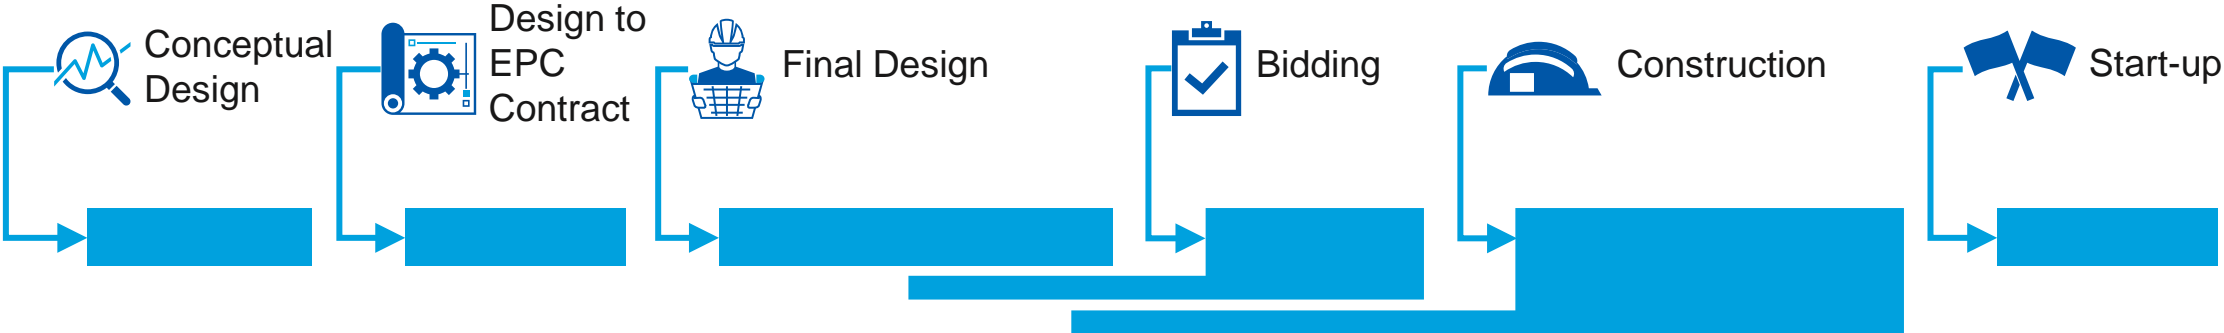 Conceptual
Design
Design to
EPC
Contract
Final Design
Bidding
Construction
Start-up